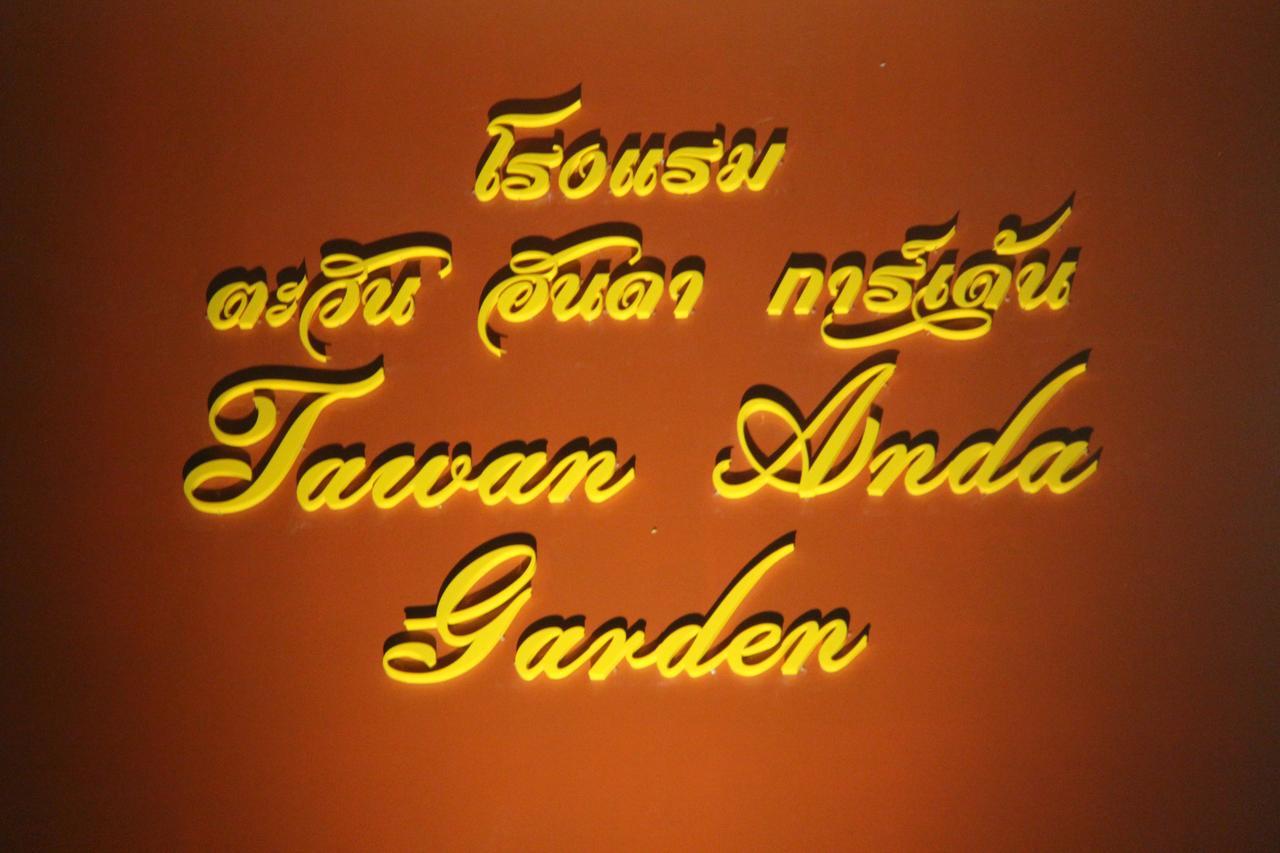 โรงแรม
ตะวัน อันดา การ์เด้น
Tawan Anda
Garden